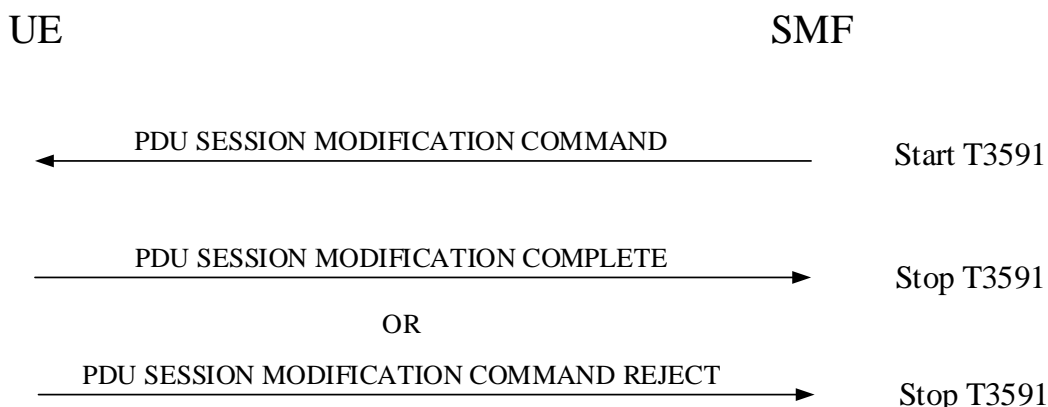 UE SMF
PDU SESSION MODIFICATION COMMAND Start T3591
PDU SESSION MODIFICATION COMPLETE Stop T3591
OR
PDU SESSION MODIFICATION COMMAND REJECT Stop T3591